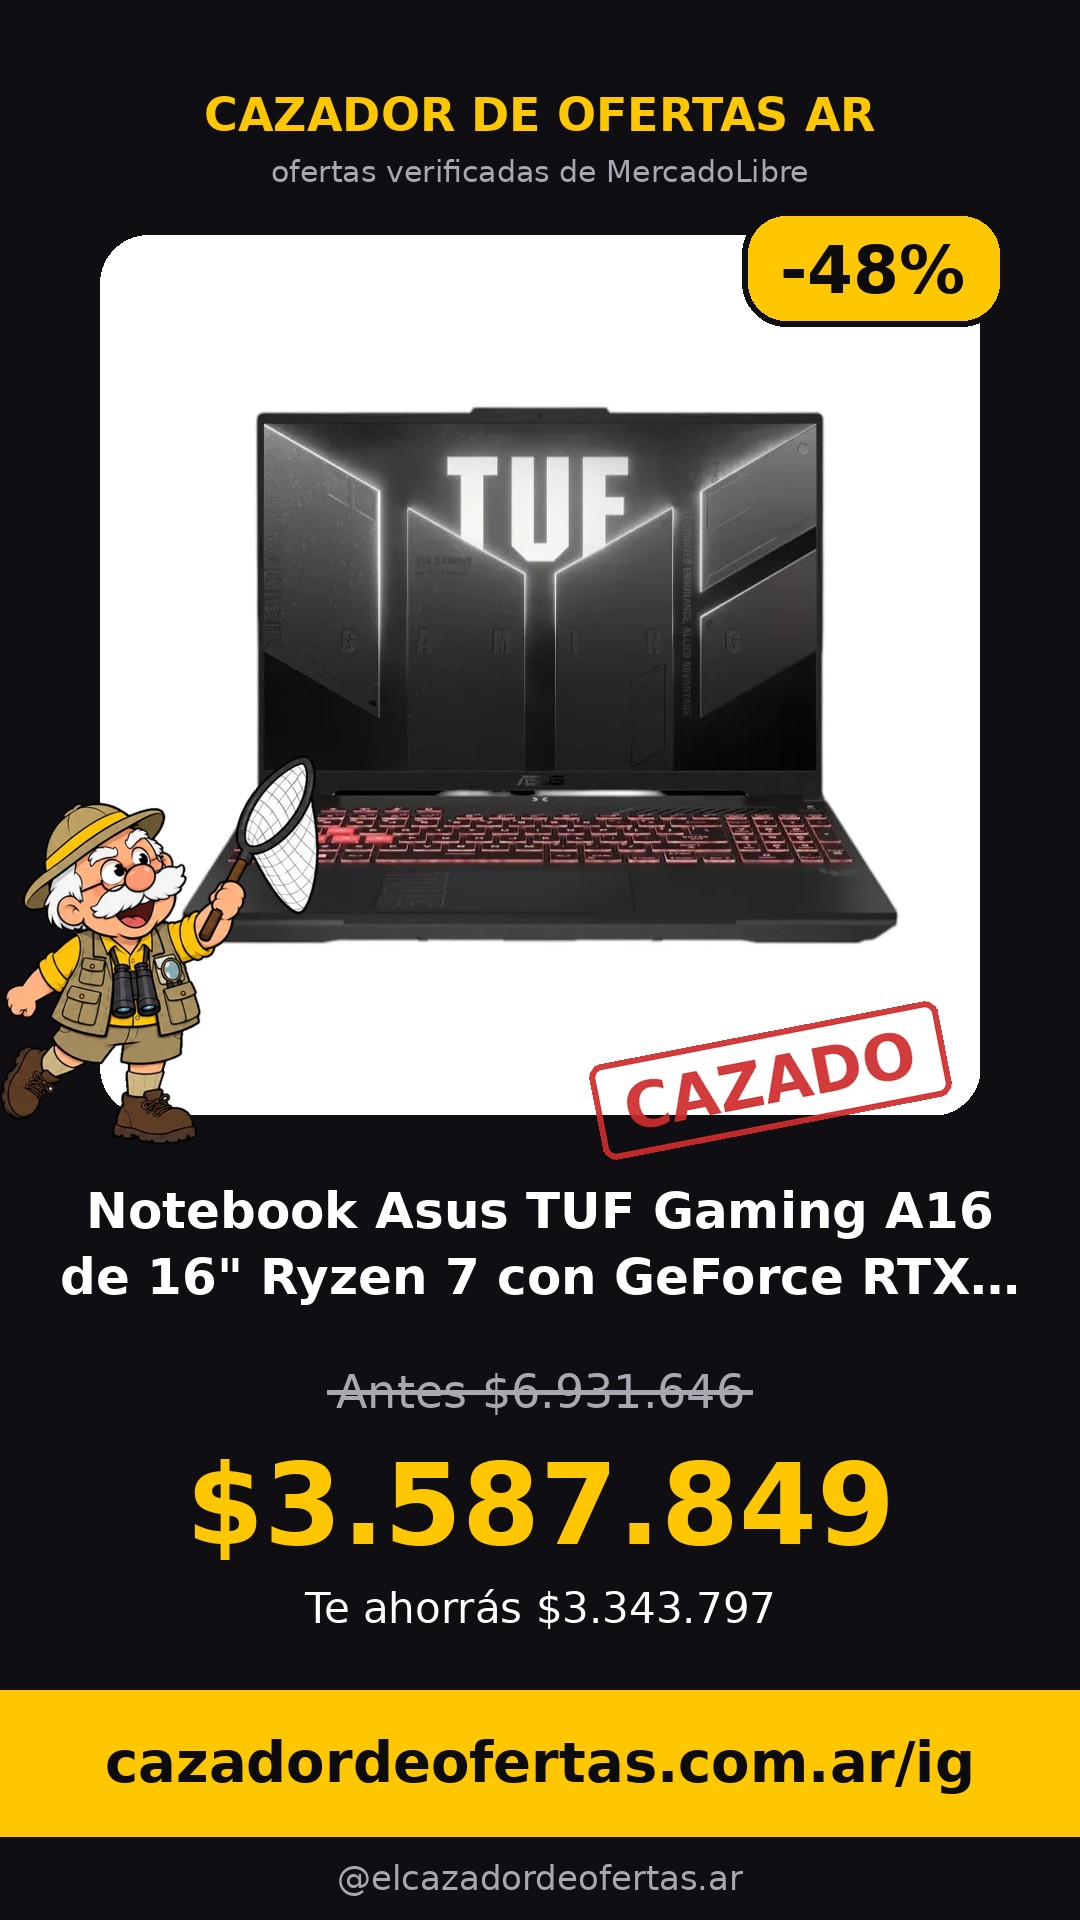 CAZADOR DE OFERTAS AR
ofertas verificadas de MercadoLibre
-48%
TUF
G A M I N G
ASUS
CAZADO
Notebook Asus TUF Gaming A16
de 16" Ryzen 7 con GeForce RTX...
Antes $6.931.646
$3.587.849
Te ahorrás $3.343.797
cazadordeofertas.com.ar/ig
@elcazadordeofertas.ar